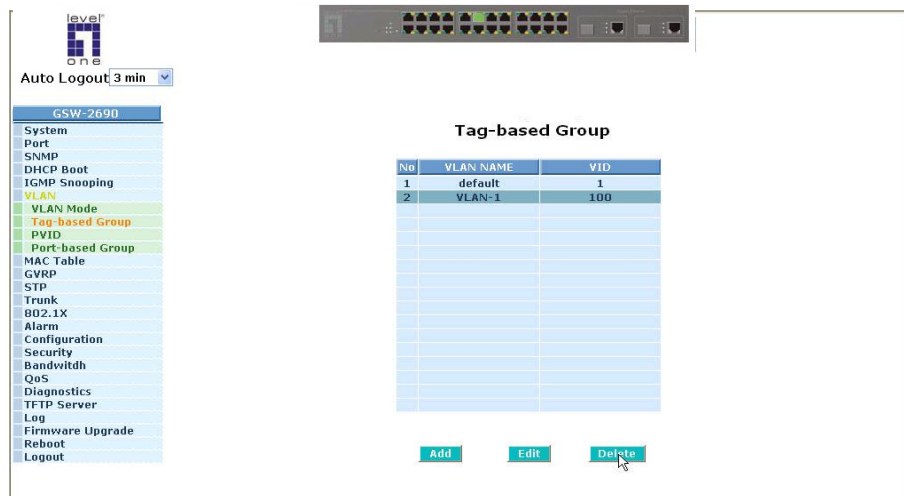 level
one
Auto Logout 3 min
GSW-2690
System
Port
SNMP
DHCP Boot
IGMP Snooping
VLAN
VLAN Mode
Tag-based Group
PVID
Port-based Group
MAC Table
GVRP
STP
Trunk
802.1X
Alarm
Configuration
Security
Bandwitdh
QoS
Diagnostics
TFTP Server
Log
Firmware Upgrade
Reboot
Logout
Tag-based Group
No VLAN NAME VID
1 default 1
2 VLAN-1 100
Add Edit Delete